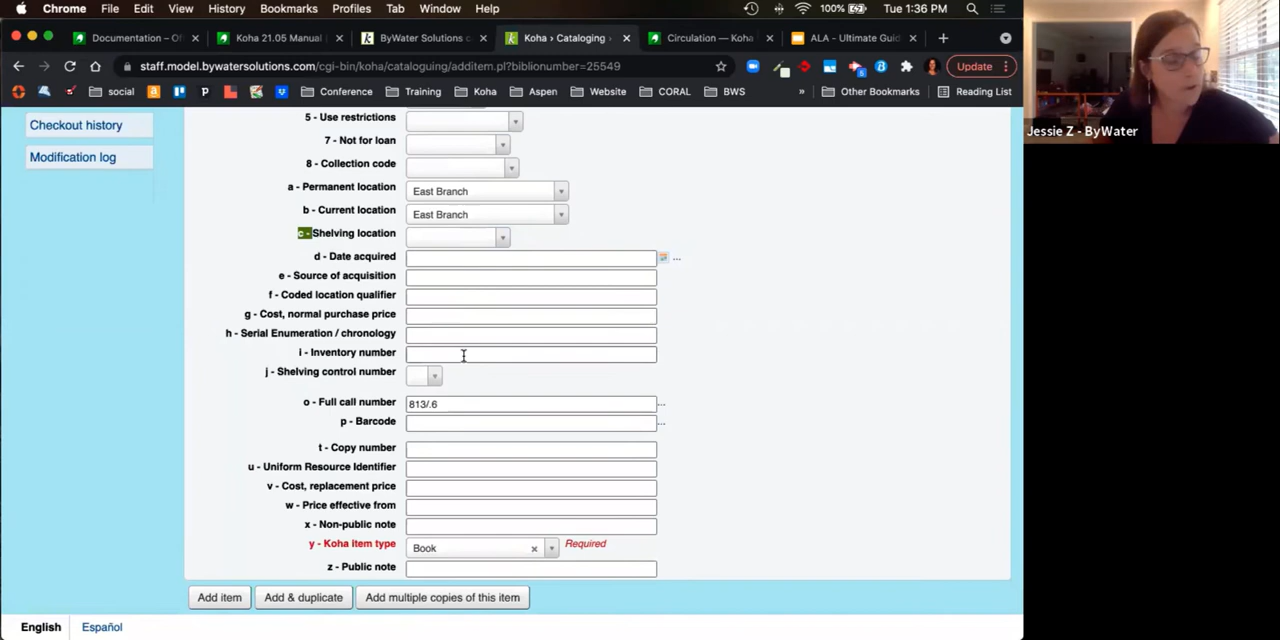 Chrome File Edit View History Bookmarks Profiles Tab Window Help 100% Tue 1:36 PM
Documentation – Of Koha 21.05 Manual ByWater Solutions c Koha › Cataloging › Circulation — Koha ALA - Ultimate Guid
staff.model.bywatersolutions.com/cgi-bin/koha/cataloguing/additem.pl?biblionumber=25549 Update
social Conference Training Koha Aspen Website CORAL BWS » Other Bookmarks Reading List
Checkout history
Modification log
5 - Use restrictions
7 - Not for loan
8 - Collection code
a - Permanent location East Branch
b - Current location East Branch
c - Shelving location
d - Date acquired ...
e - Source of acquisition
f - Coded location qualifier
g - Cost, normal purchase price
h - Serial Enumeration / chronology
i - Inventory number
j - Shelving control number
o - Full call number 813/.6 ...
p - Barcode ...
t - Copy number
u - Uniform Resource Identifier
v - Cost, replacement price
w - Price effective from
x - Non-public note
y - Koha item type Book × Required
z - Public note
Add item Add & duplicate Add multiple copies of this item
English Español
Jessie Z - ByWater